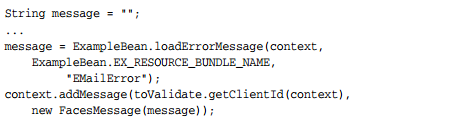 String message = "";
...
message = ExampleBean.loadErrorMessage(context,
    ExampleBean.EX_RESOURCE_BUNDLE_NAME,
        "EMailError");
context.addMessage(toValidate.getClientId(context),
    new FacesMessage(message));